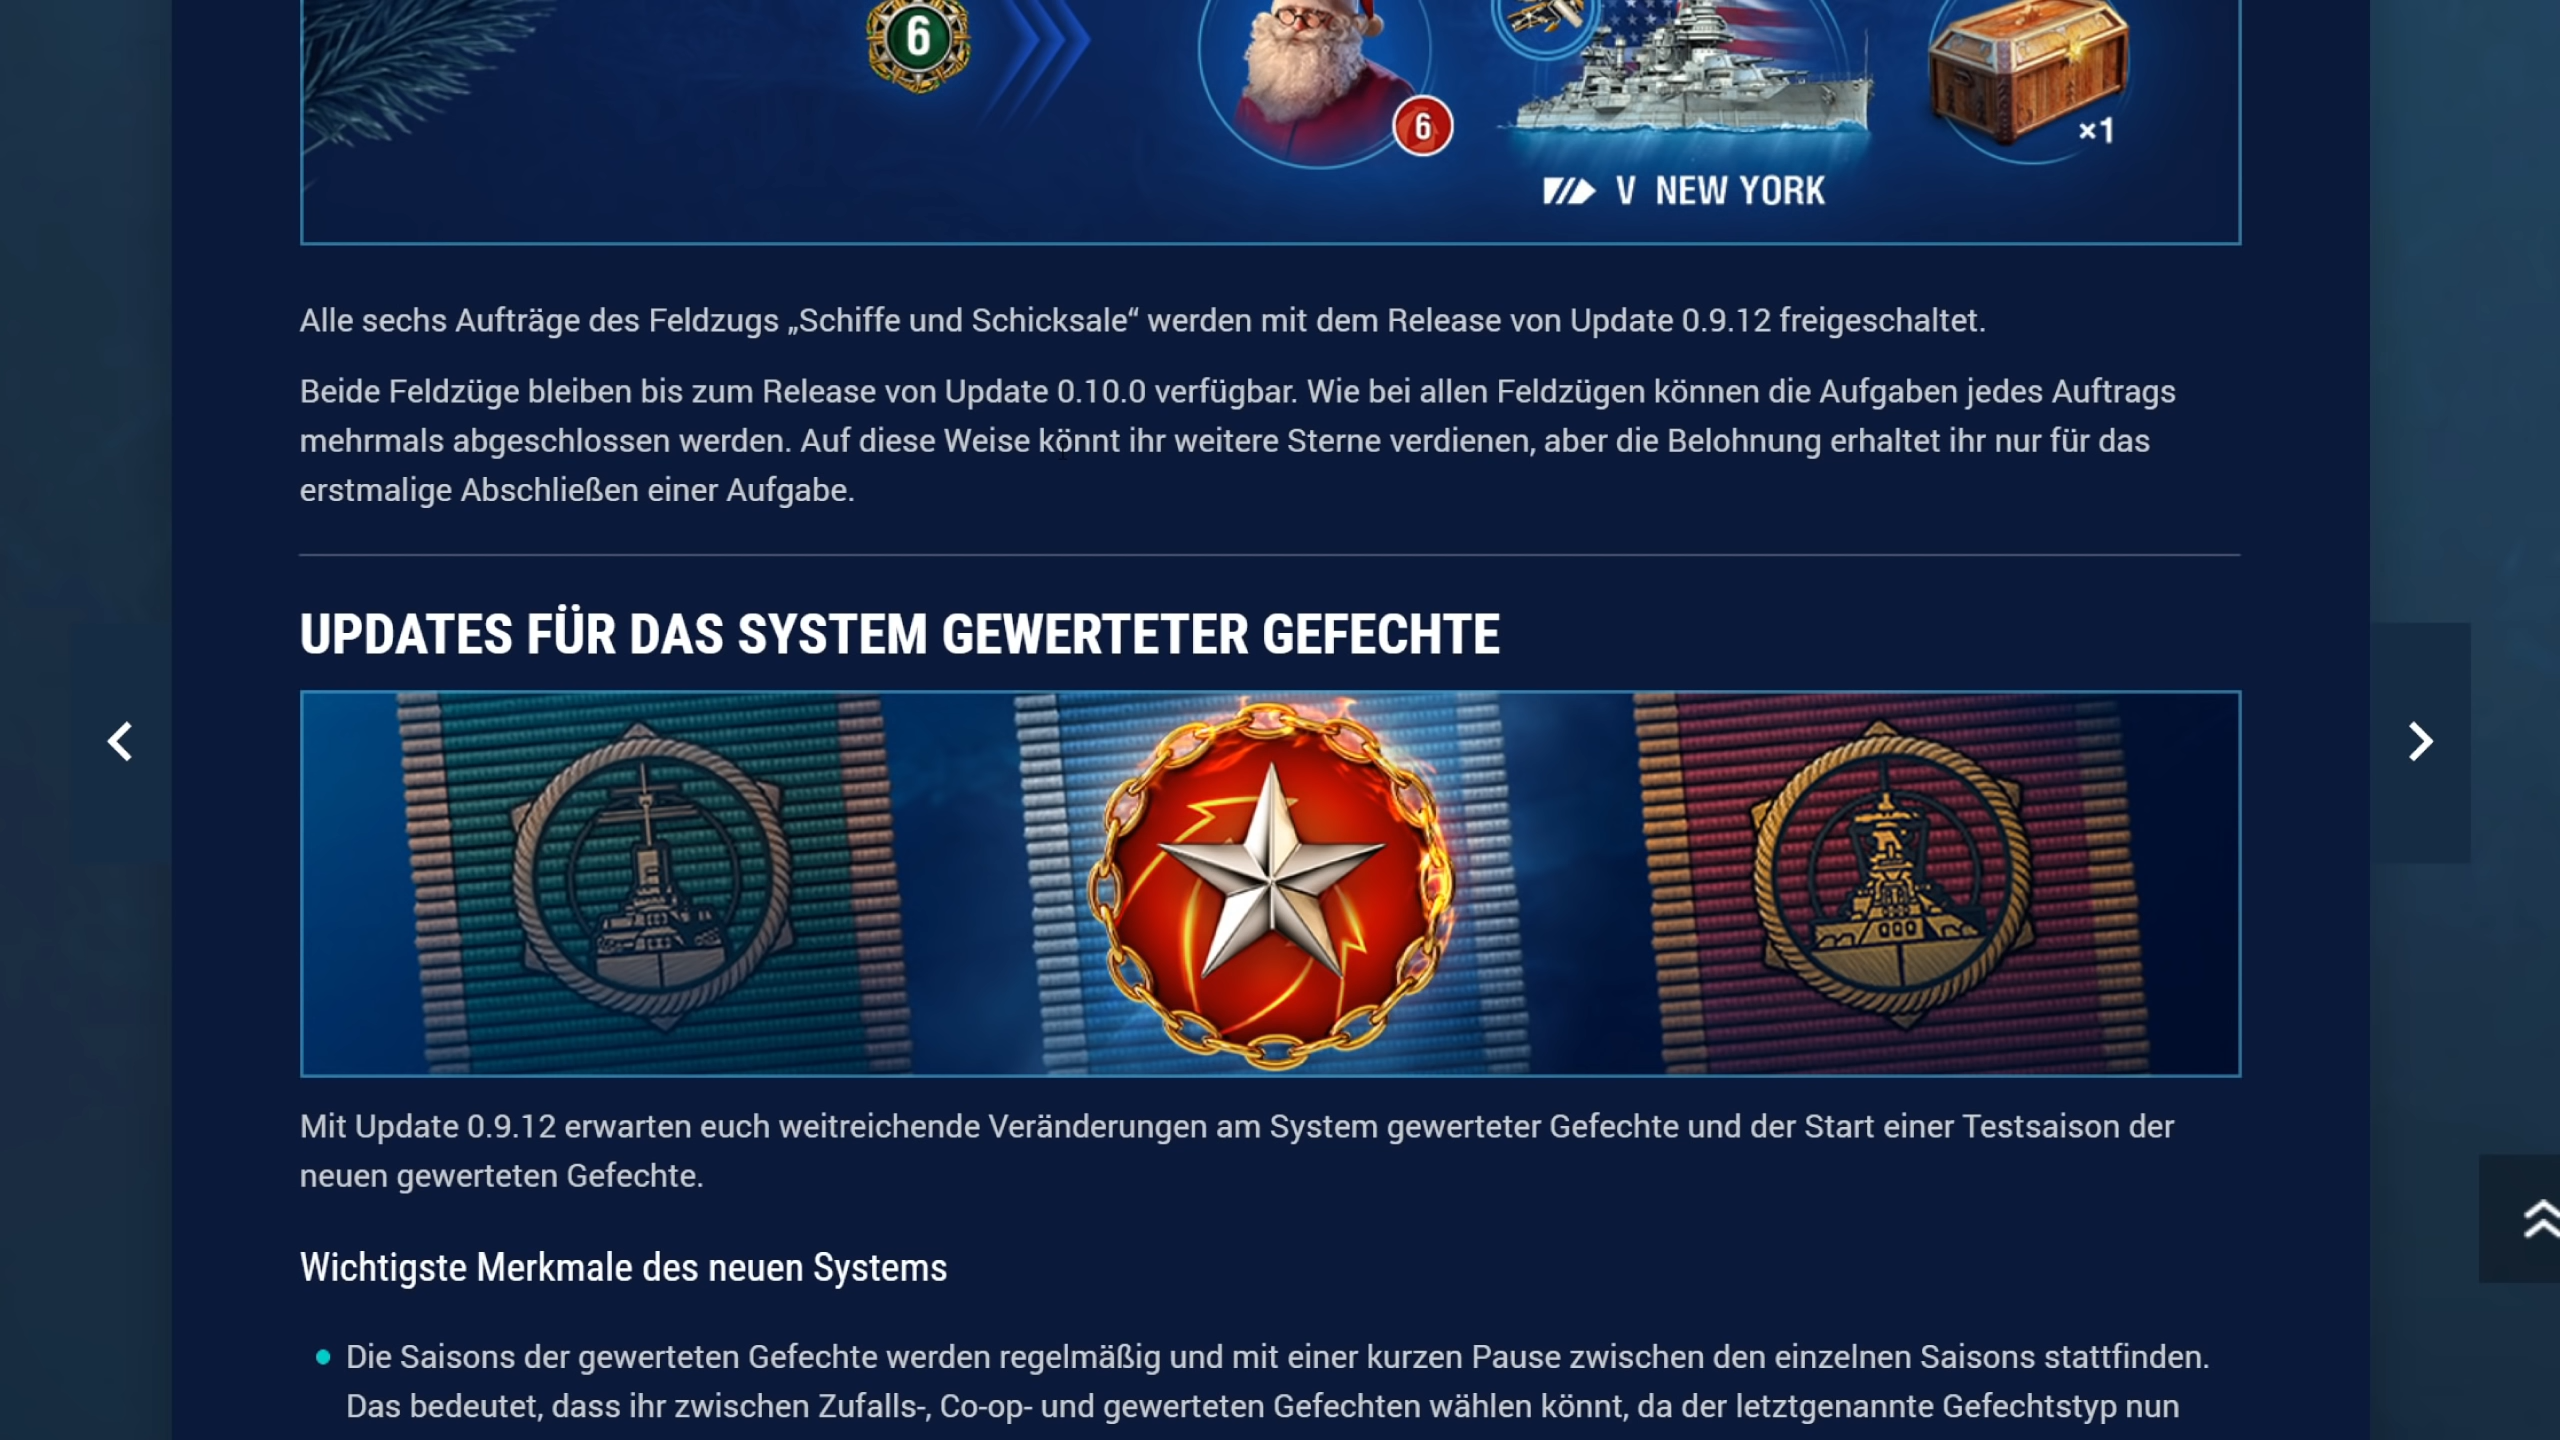 6
6
×1
V NEW YORK
Alle sechs Aufträge des Feldzugs „Schiffe und Schicksale“ werden mit dem Release von Update 0.9.12 freigeschaltet.
Beide Feldzüge bleiben bis zum Release von Update 0.10.0 verfügbar. Wie bei allen Feldzügen können die Aufgaben jedes Auftrags
mehrmals abgeschlossen werden. Auf diese Weise könnt ihr weitere Sterne verdienen, aber die Belohnung erhaltet ihr nur für das
erstmalige Abschließen einer Aufgabe.
UPDATES FÜR DAS SYSTEM GEWERTETER GEFECHTE
Mit Update 0.9.12 erwarten euch weitreichende Veränderungen am System gewerteter Gefechte und der Start einer Testsaison der
neuen gewerteten Gefechte.
Wichtigste Merkmale des neuen Systems
Die Saisons der gewerteten Gefechte werden regelmäßig und mit einer kurzen Pause zwischen den einzelnen Saisons stattfinden.
Das bedeutet, dass ihr zwischen Zufalls-, Co-op- und gewerteten Gefechten wählen könnt, da der letztgenannte Gefechtstyp nun